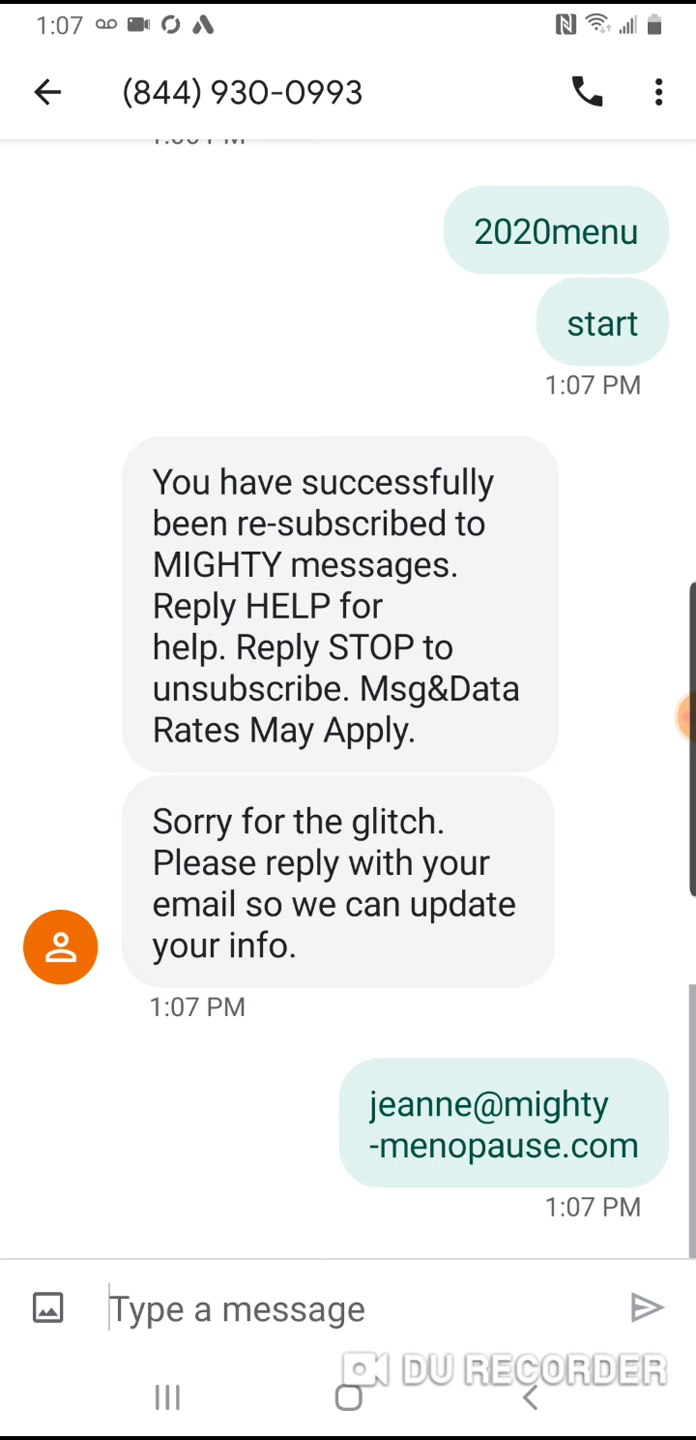 1:07
(844) 930-0993
2020menu
start
1:07 PM
You have successfully
been re-subscribed to
MIGHTY messages.
Reply HELP for
help. Reply STOP to
unsubscribe. Msg&Data
Rates May Apply.
Sorry for the glitch.
Please reply with your
email so we can update
your info.
1:07 PM
jeanne@mighty
-menopause.com
1:07 PM
Type a message
DU RECORDER